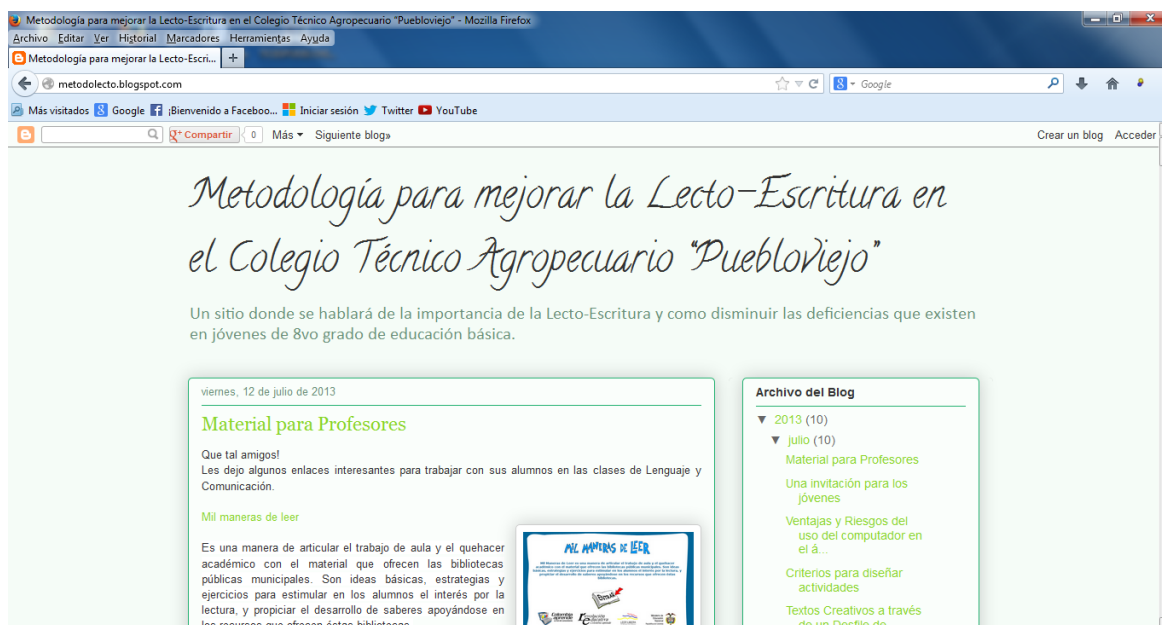 Metodología para mejorar la Lecto-Escritura en el Colegio Técnico Agropecuario "Puebloviejo" - Mozilla Firefox
Archivo Editar Ver Historial Marcadores Herramientas Ayuda
Metodología para mejorar la Lecto-Escri...
metodolecto.blogspot.com
Google
Más visitados Google ¡Bienvenido a Faceboo... Iniciar sesión Twitter YouTube
Compartir 0 Más Siguiente blog» Crear un blog Acceder
Metodología para mejorar la Lecto-Escritura en
el Colegio Técnico Agropecuario "Puebloviejo"
Un sitio donde se hablará de la importancia de la Lecto-Escritura y como disminuir las deficiencias que existen
en jóvenes de 8vo grado de educación básica.
viernes, 12 de julio de 2013
Material para Profesores
Que tal amigos!
Les dejo algunos enlaces interesantes para trabajar con sus alumnos en las clases de Lenguaje y
Comunicación.
Mil maneras de leer
Es una manera de articular el trabajo de aula y el quehacer
académico con el material que ofrecen las bibliotecas
públicas municipales. Son ideas básicas, estrategias y
ejercicios para estimular en los alumnos el interés por la
lectura, y propiciar el desarrollo de saberes apoyándose en
los recursos que ofrecen éstas bibliotecas.
MIL MANERAS DE LEER
Archivo del Blog
▼ 2013 (10)
▼ julio (10)
Material para Profesores
Una invitación para los
jóvenes
Ventajas y Riesgos del
uso del computador en
el á...
Criterios para diseñar
actividades
Textos Creativos a través
de un Desfile de